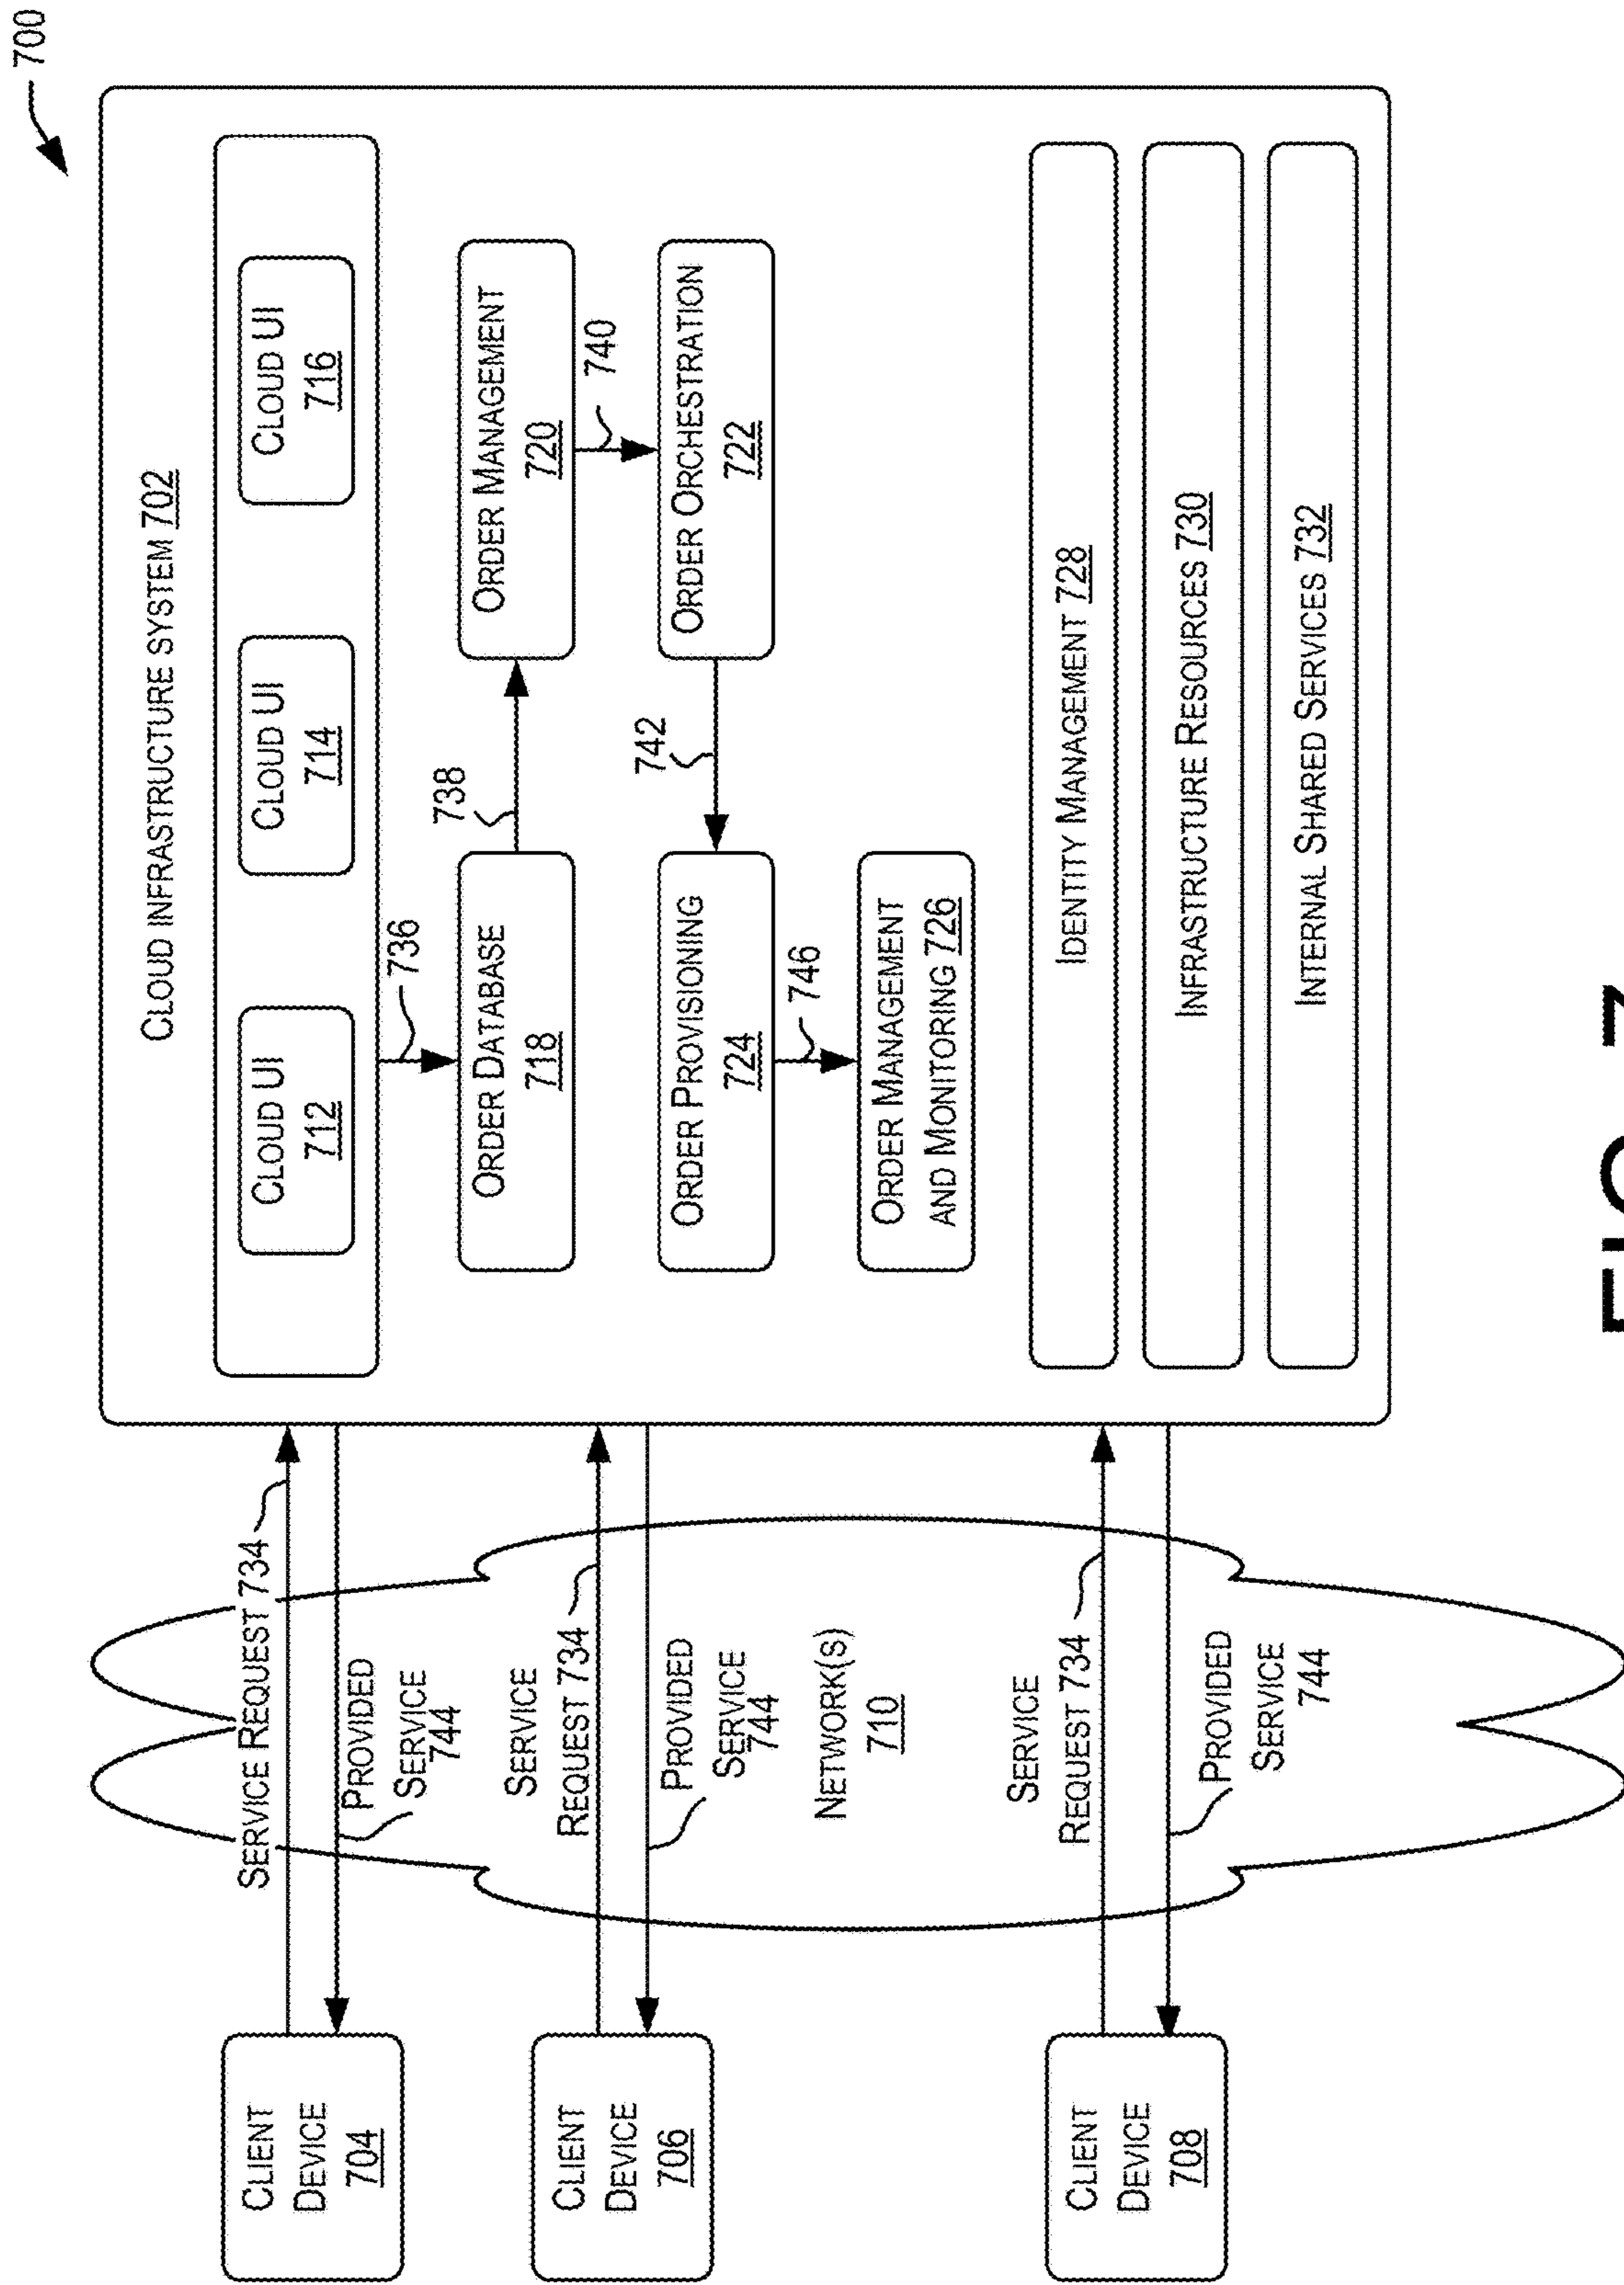 700
CLOUD INFRASTRUCTURE SYSTEM 702
CLOUD UI
712
CLOUD UI
714
CLOUD UI
716
736
ORDER DATABASE
718
738
ORDER MANAGEMENT
720
740
ORDER PROVISIONING
724
742
ORDER ORCHESTRATION
722
746
ORDER MANAGEMENT
AND MONITORING 726
IDENTITY MANAGEMENT 728
INFRASTRUCTURE RESOURCES 730
INTERNAL SHARED SERVICES 732
CLIENT
DEVICE
704
SERVICE REQUEST 734
PROVIDED
SERVICE
744
CLIENT
DEVICE
706
SERVICE
REQUEST 734
PROVIDED
SERVICE
744
NETWORK(S)
710
CLIENT
DEVICE
708
SERVICE
REQUEST 734
PROVIDED
SERVICE
744